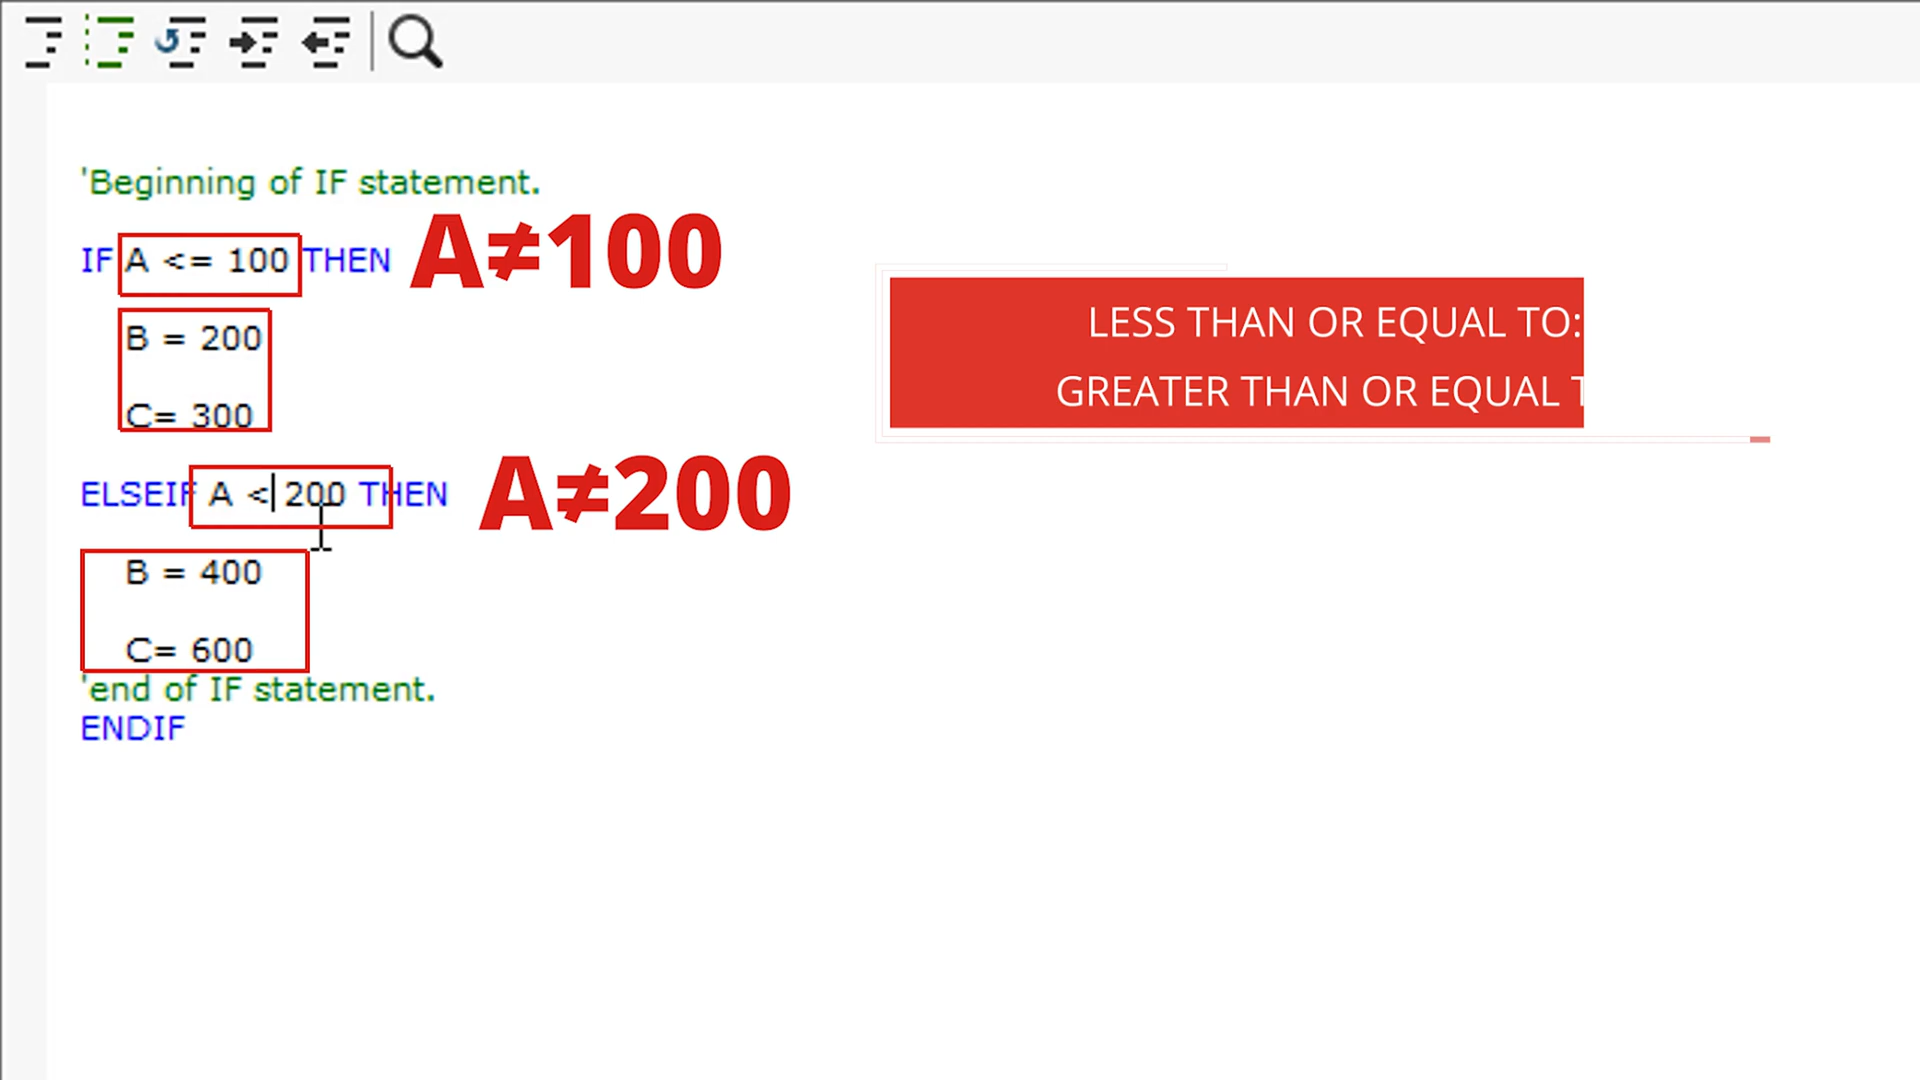 'Beginning of IF statement.
IF A <= 100 THEN A≠100
B = 200
C= 300
LESS THAN OR EQUAL TO:
GREATER THAN OR EQUAL T
ELSEIF A < 200 THEN A≠200
B = 400
C= 600
'end of IF statement.
ENDIF